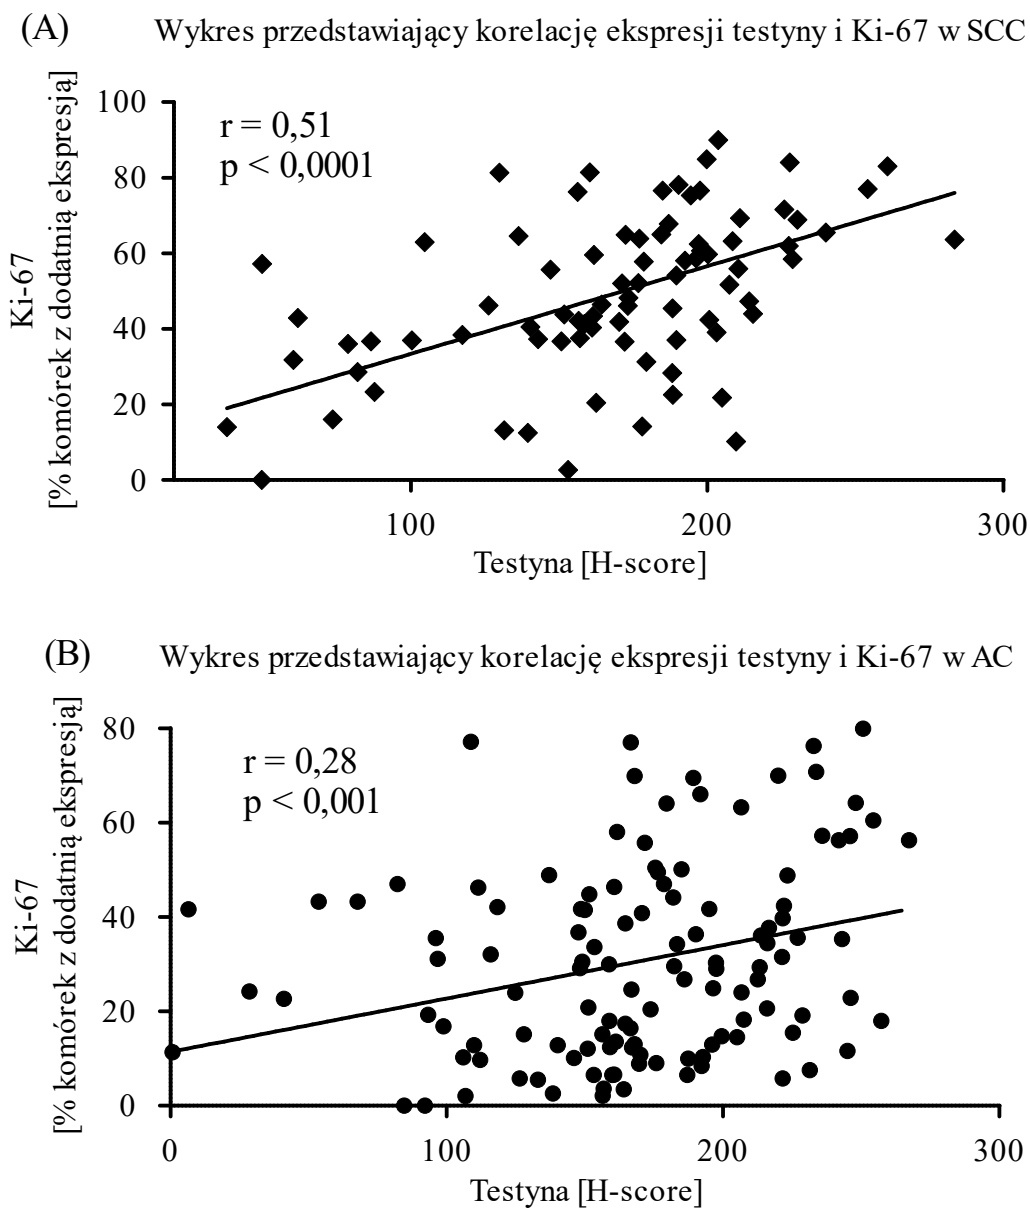 (A) Wykres przedstawiający korelację ekspresji testyny i Ki-67 w SCC
Ki-67
[% komórek z dodatnią ekspresją]
100
80
60
40
20
0
r = 0,51
p < 0,0001
100 200 300
Testyna [H-score]
(B) Wykres przedstawiający korelację ekspresji testyny i Ki-67 w AC
Ki-67
[% komórek z dodatnią ekspresją]
80
60
40
20
0
r = 0,28
p < 0,001
0 100 200 300
Testyna [H-score]